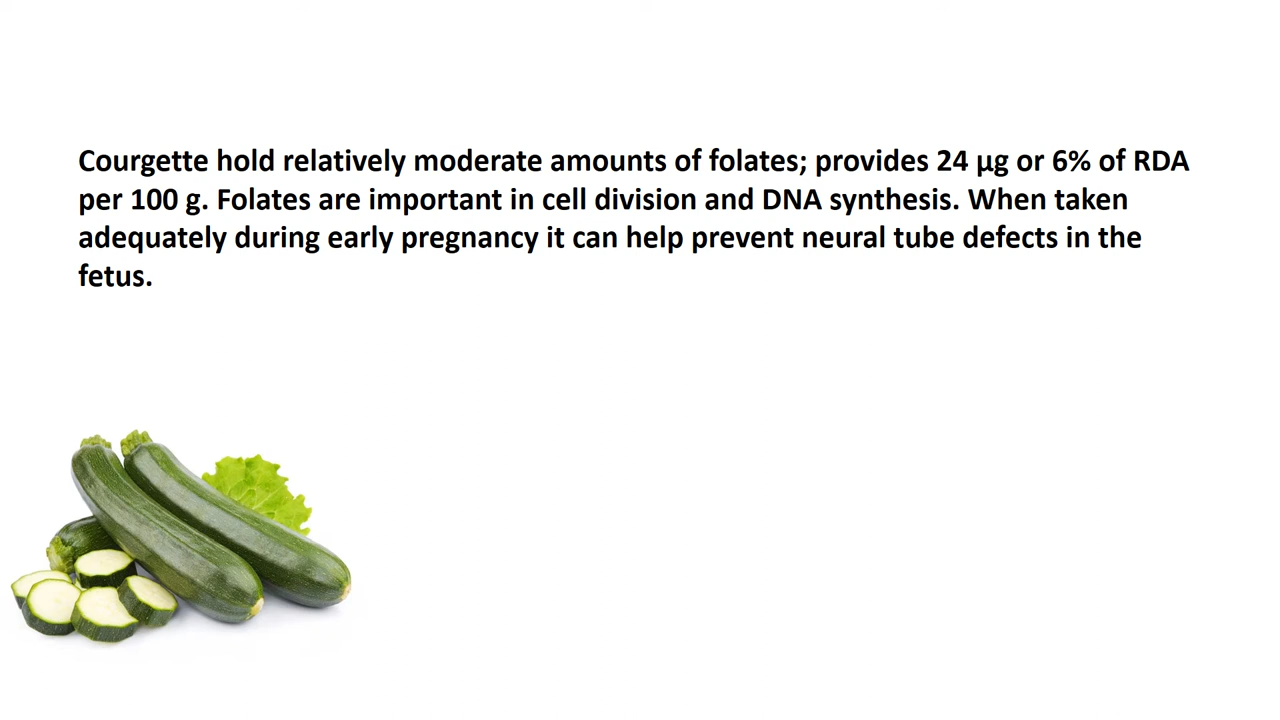 Courgette hold relatively moderate amounts of folates; provides 24 µg or 6% of RDA
per 100 g. Folates are important in cell division and DNA synthesis. When taken
adequately during early pregnancy it can help prevent neural tube defects in the
fetus.